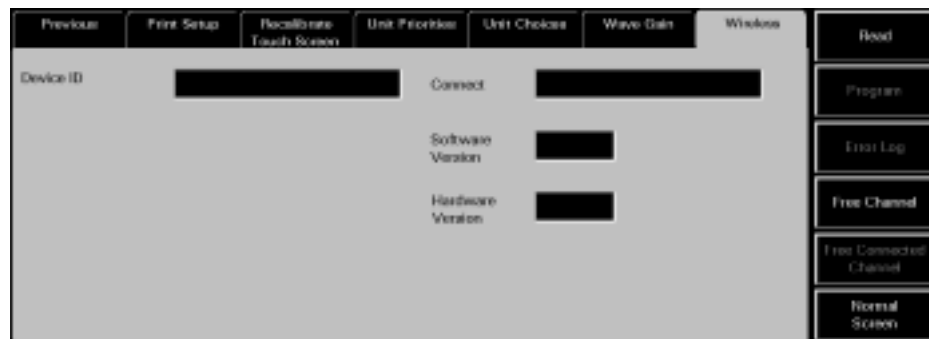 Previous
Print Setup
Recalibrate
Touch Screen
Unit Priorities
Unit Choices
Wave Gain
Wireless
Read
Device ID
Connect
Program
Software
Version
Error Log
Hardware
Version
Free Channel
Free Connected
Channel
Normal
Screen